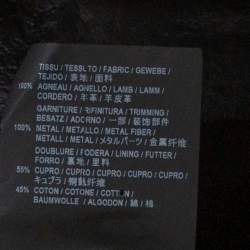 TISSU / TESSUTO / FABRIC / GEWEBE /
TEJIDO / 表地 / 面料
100% AGNEAU / AGNELLO / LAMB / LAMM /
CORDERO / 羊革 / 羊皮革
GARNITURE / RIFINITURA / TRIMMING /
BESATZ / ADORNO / 一部 / 装飾部 /
100% METAL / METALLO / METAL FIBER /
METALL / METAL / メタルパーツ / 金属纤维
DOUBLURE / FODERA / LINING / FUTTER /
FORRO / 裏地 / 里料
55% CUPRO / CUPRO / CUPRO / CUPRO / CUPRO /
キュプラ / 铜氨纤维
45% COTON / COTONE / COTTON /
BAUMWOLLE / ALGODON / 綿 / 棉